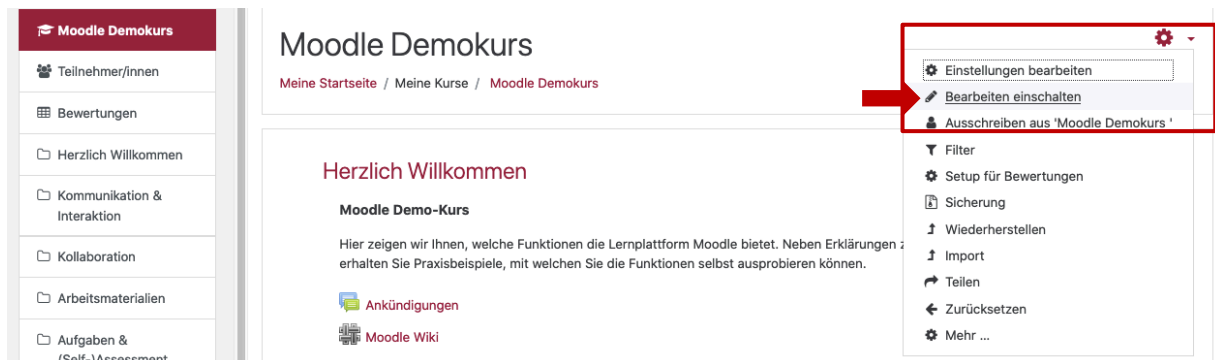 Moodle Demokurs
Teilnehmer/innen
Bewertungen
Herzlich Willkommen
Kommunikation &
Interaktion
Kollaboration
Arbeitsmaterialien
Aufgaben &
(Self-)Assessment
Moodle Demokurs
Meine Startseite / Meine Kurse / Moodle Demokurs
Herzlich Willkommen
Moodle Demo-Kurs
Hier zeigen wir Ihnen, welche Funktionen die Lernplattform Moodle bietet. Neben Erklärungen
erhalten Sie Praxisbeispiele, mit welchen Sie die Funktionen selbst ausprobieren können.
Ankündigungen
Moodle Wiki
Einstellungen bearbeiten
Bearbeiten einschalten
Ausschreiben aus 'Moodle Demokurs '
Filter
Setup für Bewertungen
Sicherung
Wiederherstellen
Import
Teilen
Zurücksetzen
Mehr ...